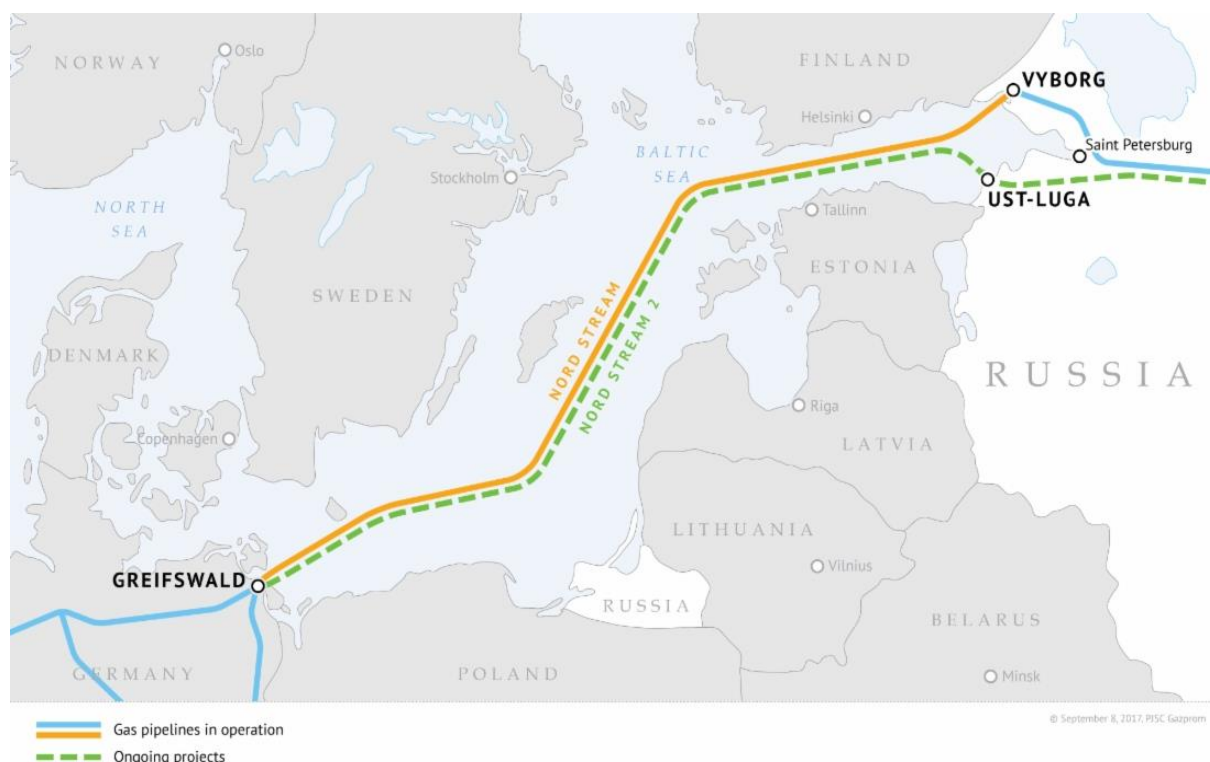 NORWAY
Oslo
FINLAND
VYBORG
Helsinki
Saint Petersburg
BALTIC
SEA
Stockholm
UST-LUGA
NORTH
SEA
Tallinn
ESTONIA
SWEDEN
NORD STREAM
NORD STREAM 2
DENMARK
RUSSIA
Riga
Copenhagen
LATVIA
LITHUANIA
Vilnius
GREIFSWALD
RUSSIA
BELARUS
GERMANY
POLAND
Minsk
Gas pipelines in operation
© September 8, 2017. PJSC Gazprom
Ongoing projects